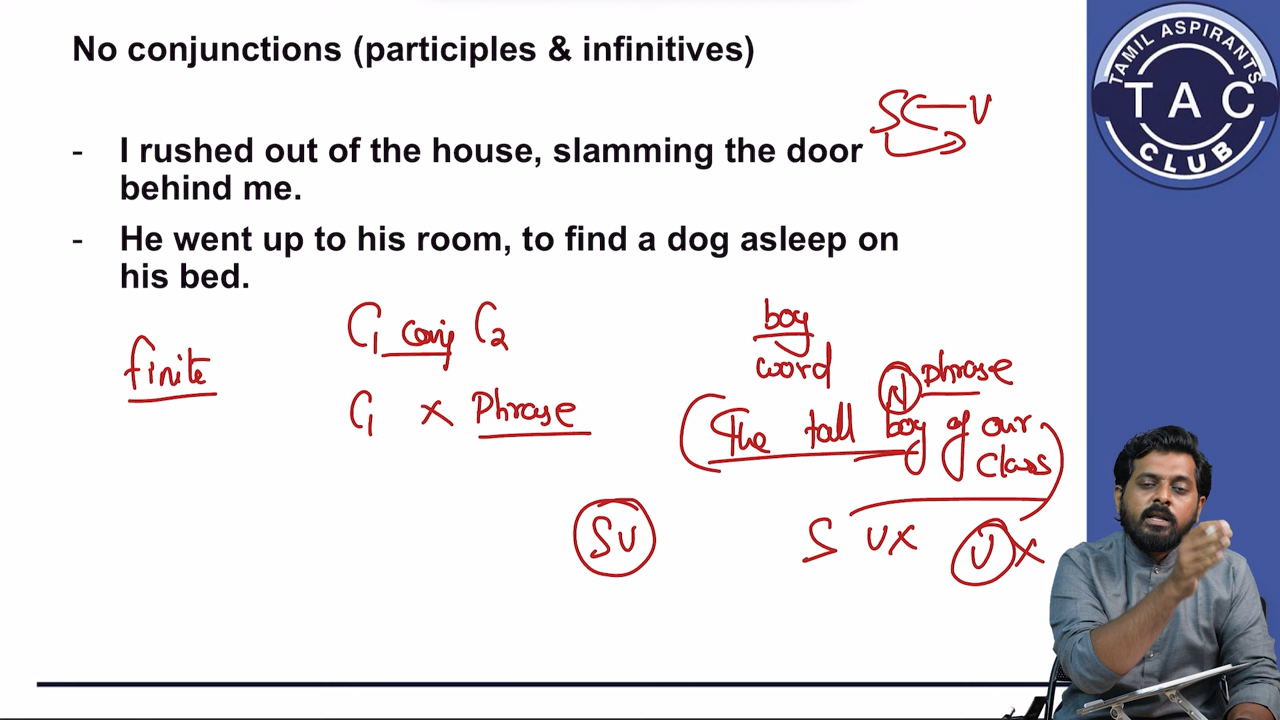 No conjunctions (participles & infinitives)
S V
- I rushed out of the house, slamming the door
behind me.
- He went up to his room, to find a dog asleep on
his bed.
finite
C1 conj C2
C1 X Phrase
boy
word
N phrase
(The tall boy of our
class)
SV
S V X V X
TAMIL ASPIRANTS
TAC
CLUB